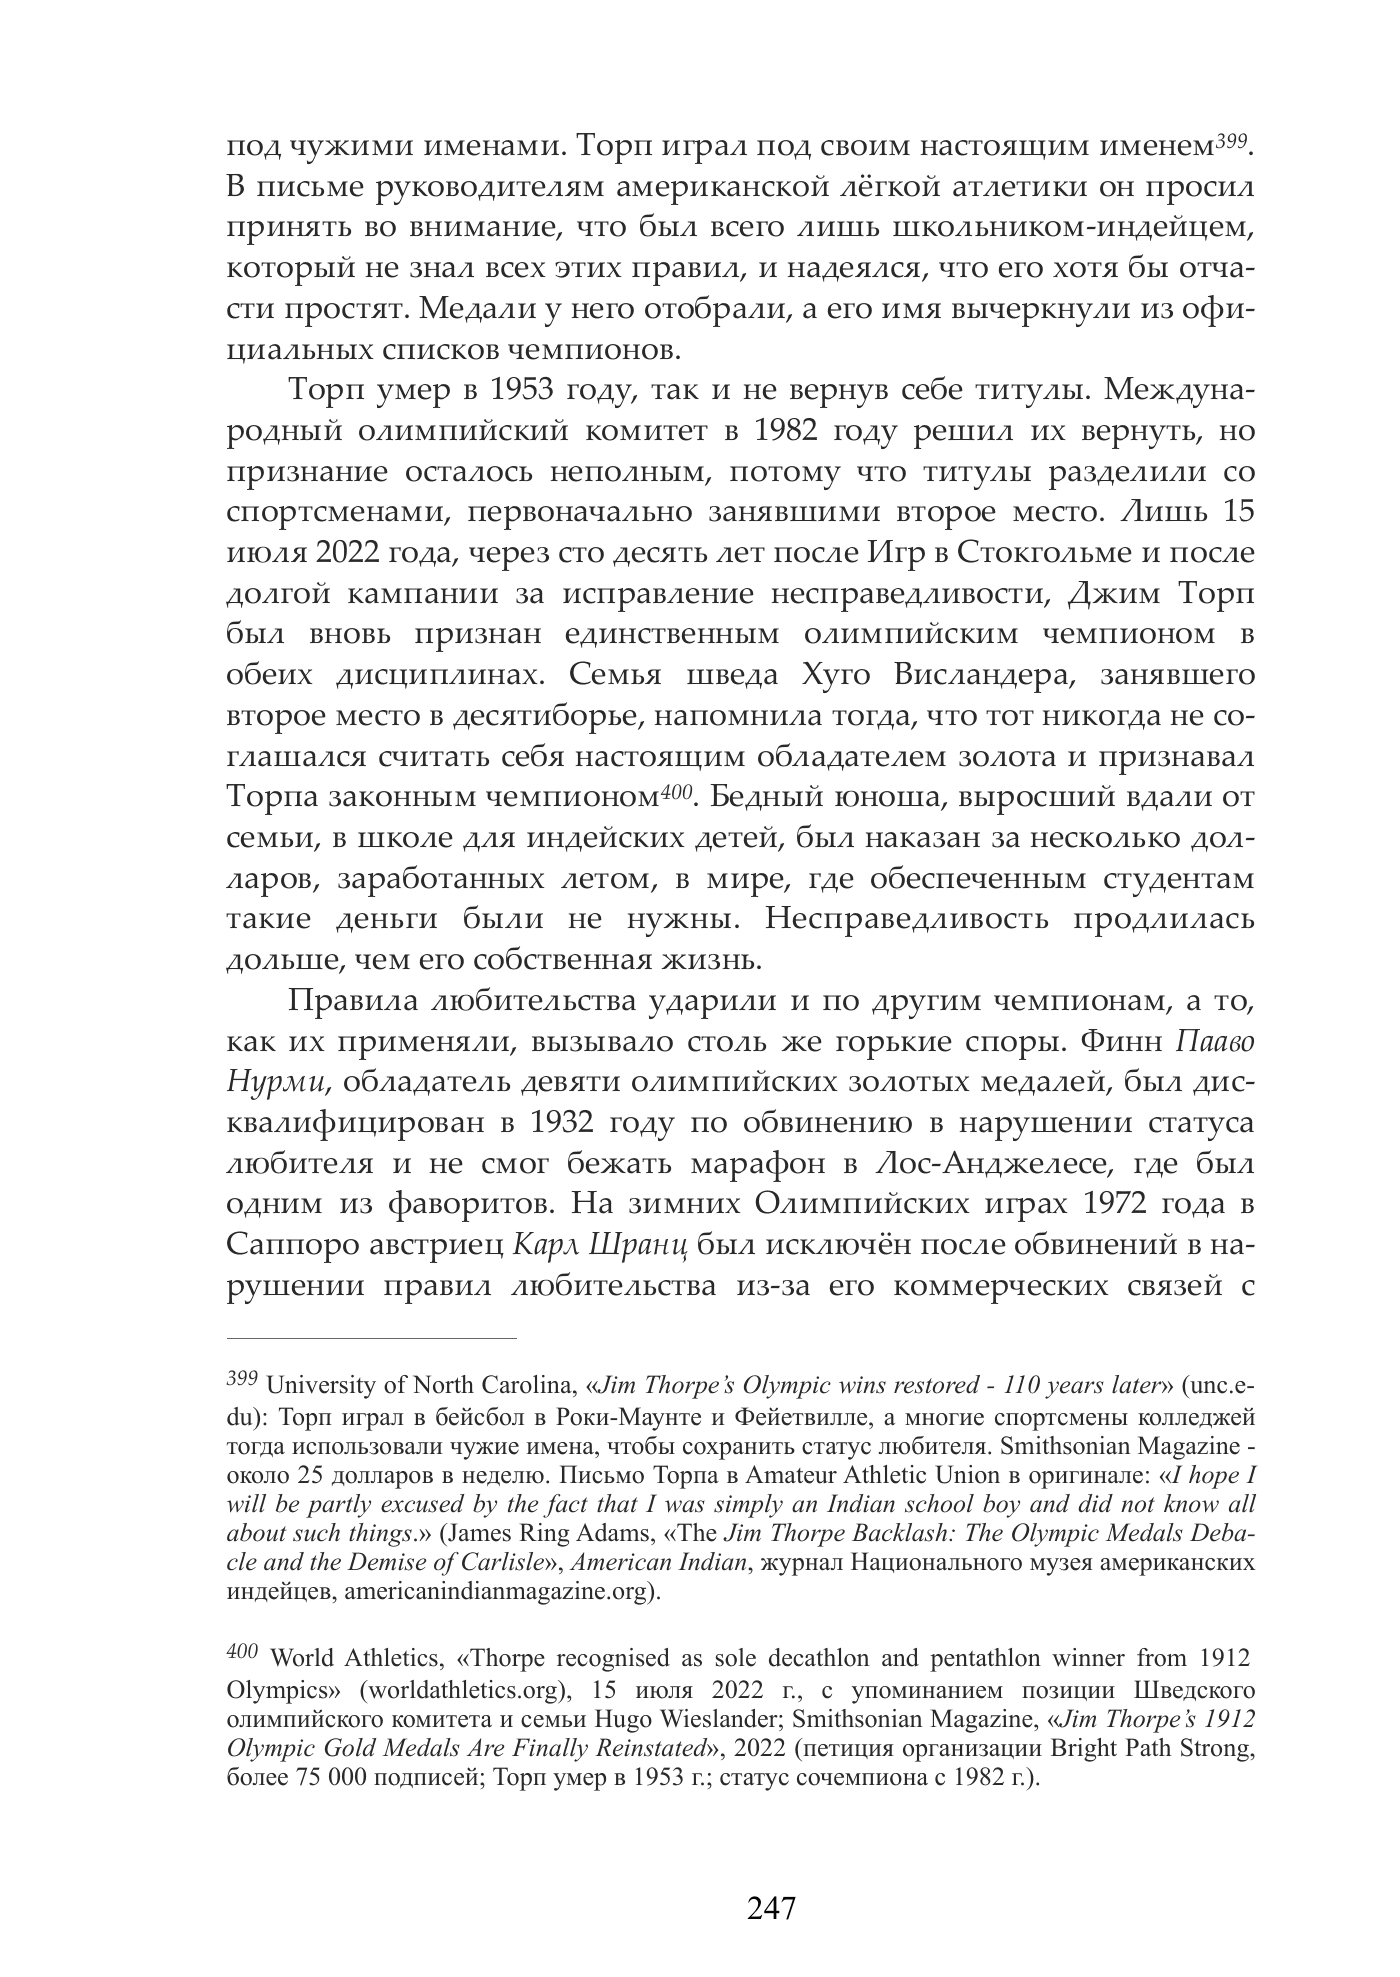 под чужими именами. Торп играл под своим настоящим именем399.
В письме руководителям американской лёгкой атлетики он просил
принять во внимание, что был всего лишь школьником-индейцем,
который не знал всех этих правил, и надеялся, что его хотя бы отча-
сти простят. Медали у него отобрали, а его имя вычеркнули из офи-
циальных списков чемпионов.
Торп умер в 1953 году, так и не вернув себе титулы. Междуна-
родный олимпийский комитет в 1982 году решил их вернуть, но
признание осталось неполным, потому что титулы разделили со
спортсменами, первоначально занявшими второе место. Лишь 15
июля 2022 года, через сто десять лет после Игр в Стокгольме и после
долгой кампании за исправление несправедливости, Джим Торп
был вновь признан единственным олимпийским чемпионом в
обеих дисциплинах. Семья шведа Хуго Висландера, занявшего
второе место в десятиборье, напомнила тогда, что тот никогда не со-
глашался считать себя настоящим обладателем золота и признавал
Торпа законным чемпионом400. Бедный юноша, выросший вдали от
семьи, в школе для индейских детей, был наказан за несколько дол-
ларов, заработанных летом, в мире, где обеспеченным студентам
такие деньги были не нужны. Несправедливость продлилась
дольше, чем его собственная жизнь.
Правила любительства ударили и по другим чемпионам, а то,
как их применяли, вызывало столь же горькие споры. Финн Пааво
Нурми, обладатель девяти олимпийских золотых медалей, был дис-
квалифицирован в 1932 году по обвинению в нарушении статуса
любителя и не смог бежать марафон в Лос-Анджелесе, где был
одним из фаворитов. На зимних Олимпийских играх 1972 года в
Саппоро австриец Карл Шранц был исключён после обвинений в на-
рушении правил любительства из-за его коммерческих связей с
399 University of North Carolina, «Jim Thorpe’s Olympic wins restored - 110 years later» (unc.e-
du): Торп играл в бейсбол в Роки-Маунте и Фейетвилле, а многие спортсмены колледжей
тогда использовали чужие имена, чтобы сохранить статус любителя. Smithsonian Magazine -
около 25 долларов в неделю. Письмо Торпа в Amateur Athletic Union в оригинале: «I hope I
will be partly excused by the fact that I was simply an Indian school boy and did not know all
about such things.» (James Ring Adams, «The Jim Thorpe Backlash: The Olympic Medals Deba-
cle and the Demise of Carlisle», American Indian, журнал Национального музея американских
индейцев, americanindianmagazine.org).
400 World Athletics, «Thorpe recognised as sole decathlon and pentathlon winner from 1912
Olympics» (worldathletics.org), 15 июля 2022 г., с упоминанием позиции Шведского
олимпийского комитета и семьи Hugo Wieslander; Smithsonian Magazine, «Jim Thorpe’s 1912
Olympic Gold Medals Are Finally Reinstated», 2022 (петиция организации Bright Path Strong,
более 75 000 подписей; Торп умер в 1953 г.; статус сочемпиона с 1982 г.).
247